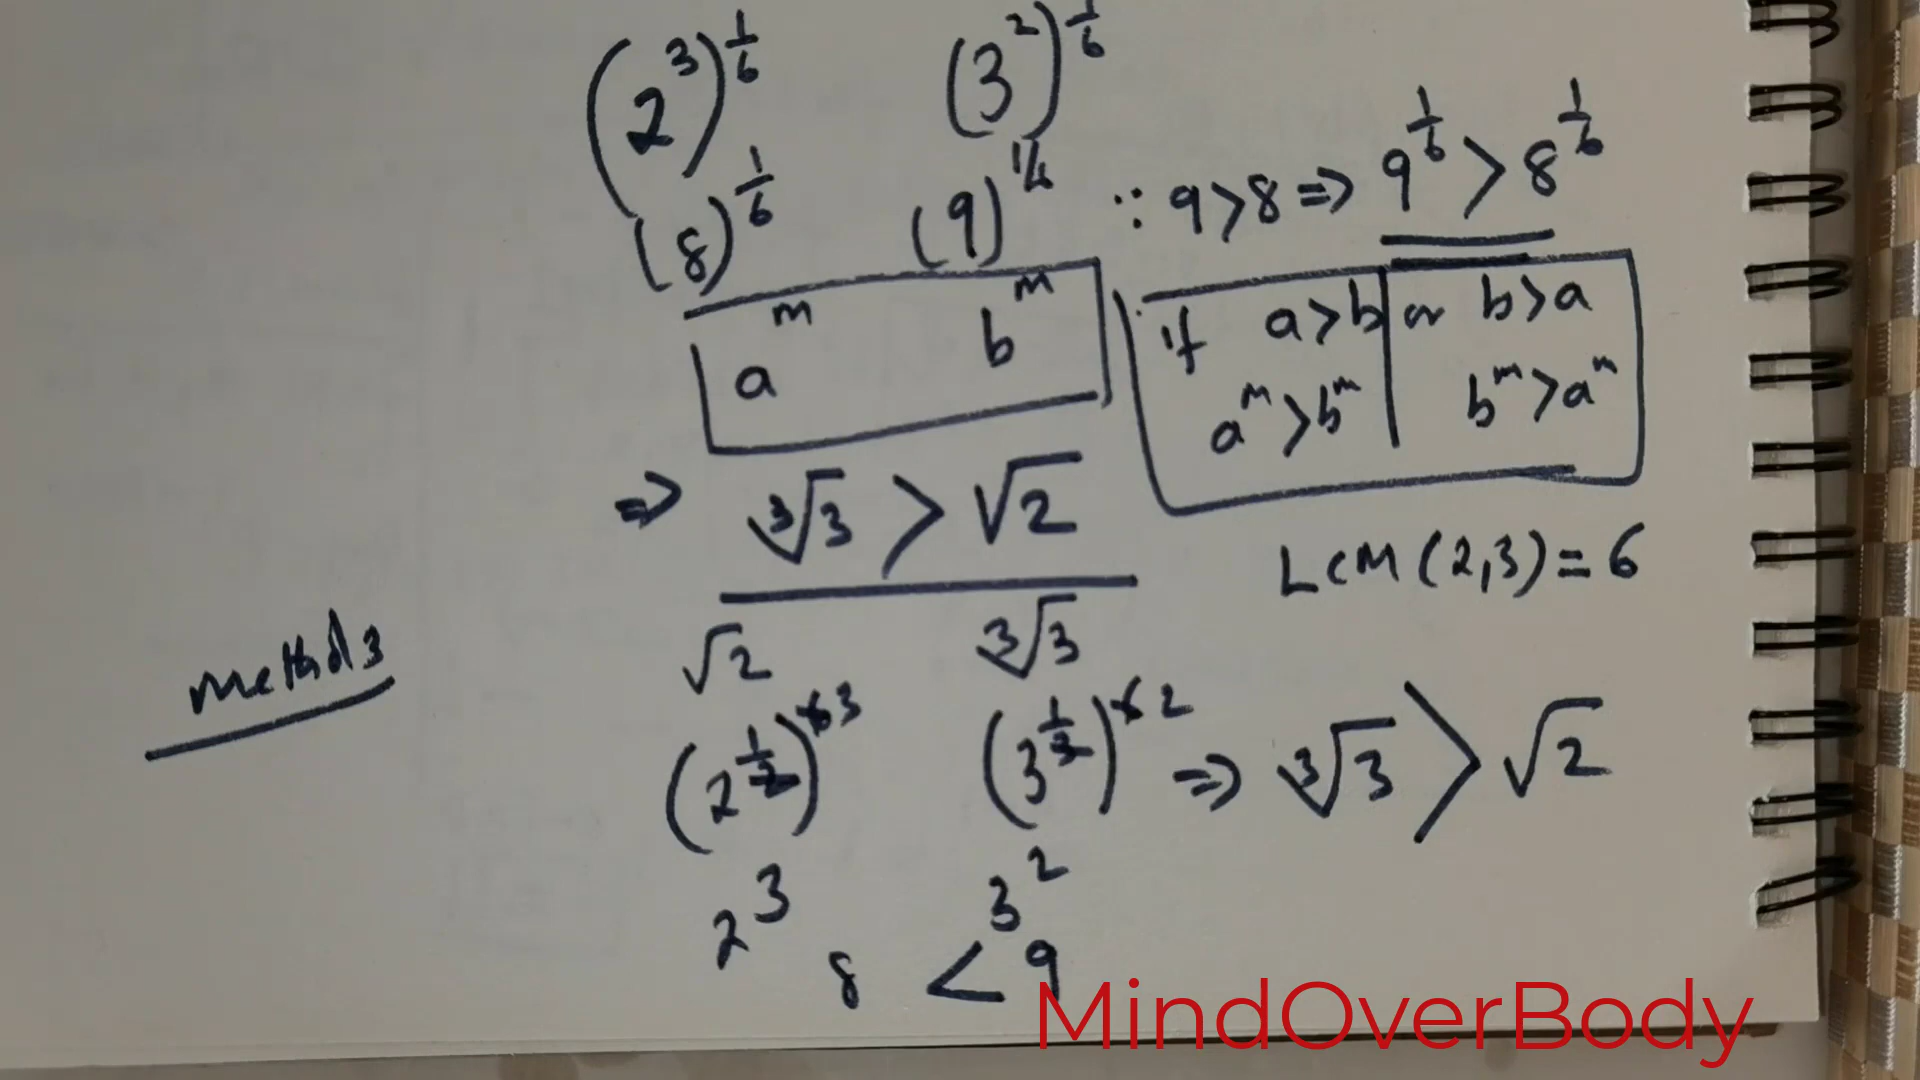 (2³)^(1/6) (3²)^(1/6)
(8)^(1/6) (9)^(1/6) ∵ 9>8 ⇒ 9^(1/6) > 8^(1/6)
a^m b^m
if a>b or b>a
a^m > b^m b^m > a^m
⇒ ∛3 > √2
LCM (2,3) = 6
Method 3
√2 ∛3
(2^(1/2))^×6 3 (3^(1/3))^×6 2 ⇒ ∛3 > √2
2³ 3²
8 < 9
MindOverBody